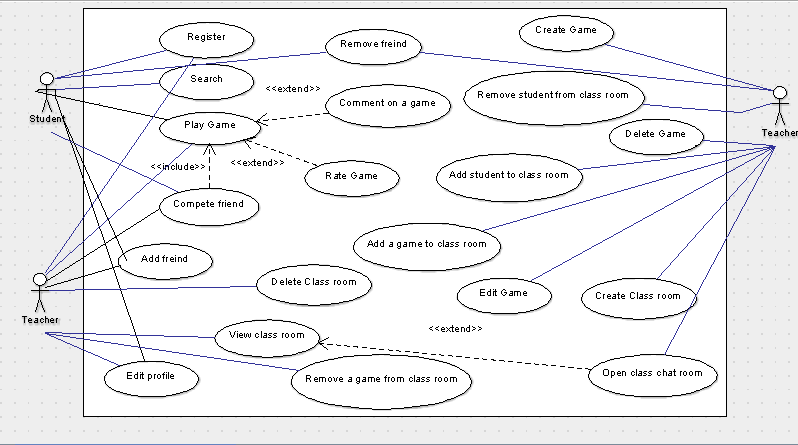 Create Game
Register
Remove freind
Search
<<extend>>
Remove student from class room
Comment on a game
Student
Play Game
Teacher
Delete Game
<<include>>
<<extend>>
Rate Game
Add student to class room
Compete friend
Add a game to class room
Add freind
Delete Class room
Edit Game
Create Class room
Teacher
View class room
<<extend>>
Edit profile
Remove a game from class room
Open class chat room